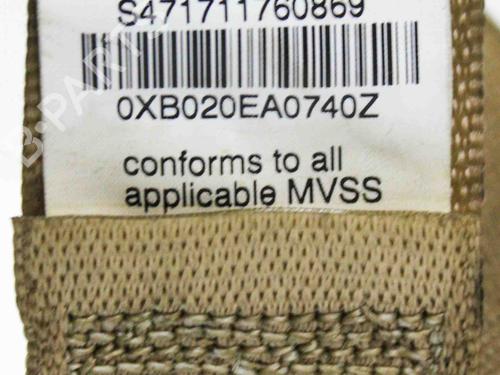 S471711760869
0XB020EA0740Z
conforms to all
applicable MVSS